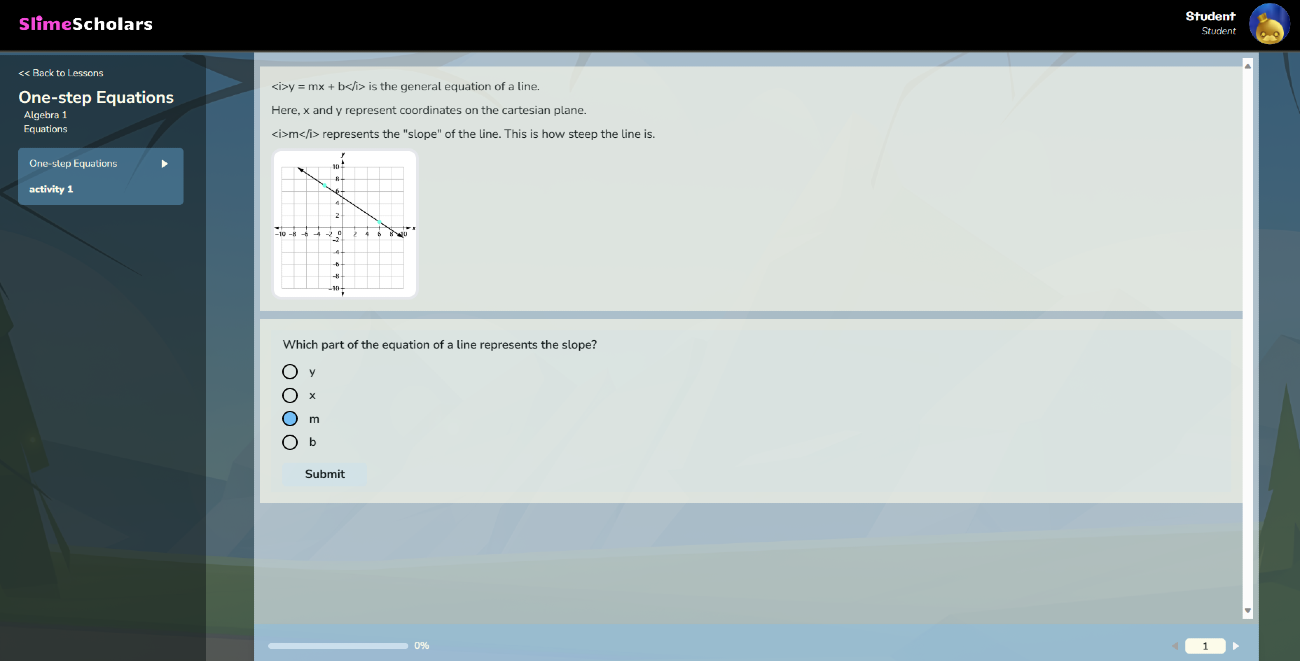 SlimeScholars
Student
Student
<< Back to Lessons
One-step Equations
Algebra 1
Equations
One-step Equations
activity 1
<i>y = mx + b</i> is the general equation of a line.
Here, x and y represent coordinates on the cartesian plane.
<i>m</i> represents the "slope" of the line. This is how steep the line is.
y
10
8
6
4
2
-10 -8 -6 -4 -2 0 2 4 6 8 10 x
-2
-4
-6
-8
-10
Which part of the equation of a line represents the slope?
y
x
m
b
Submit
0%
1